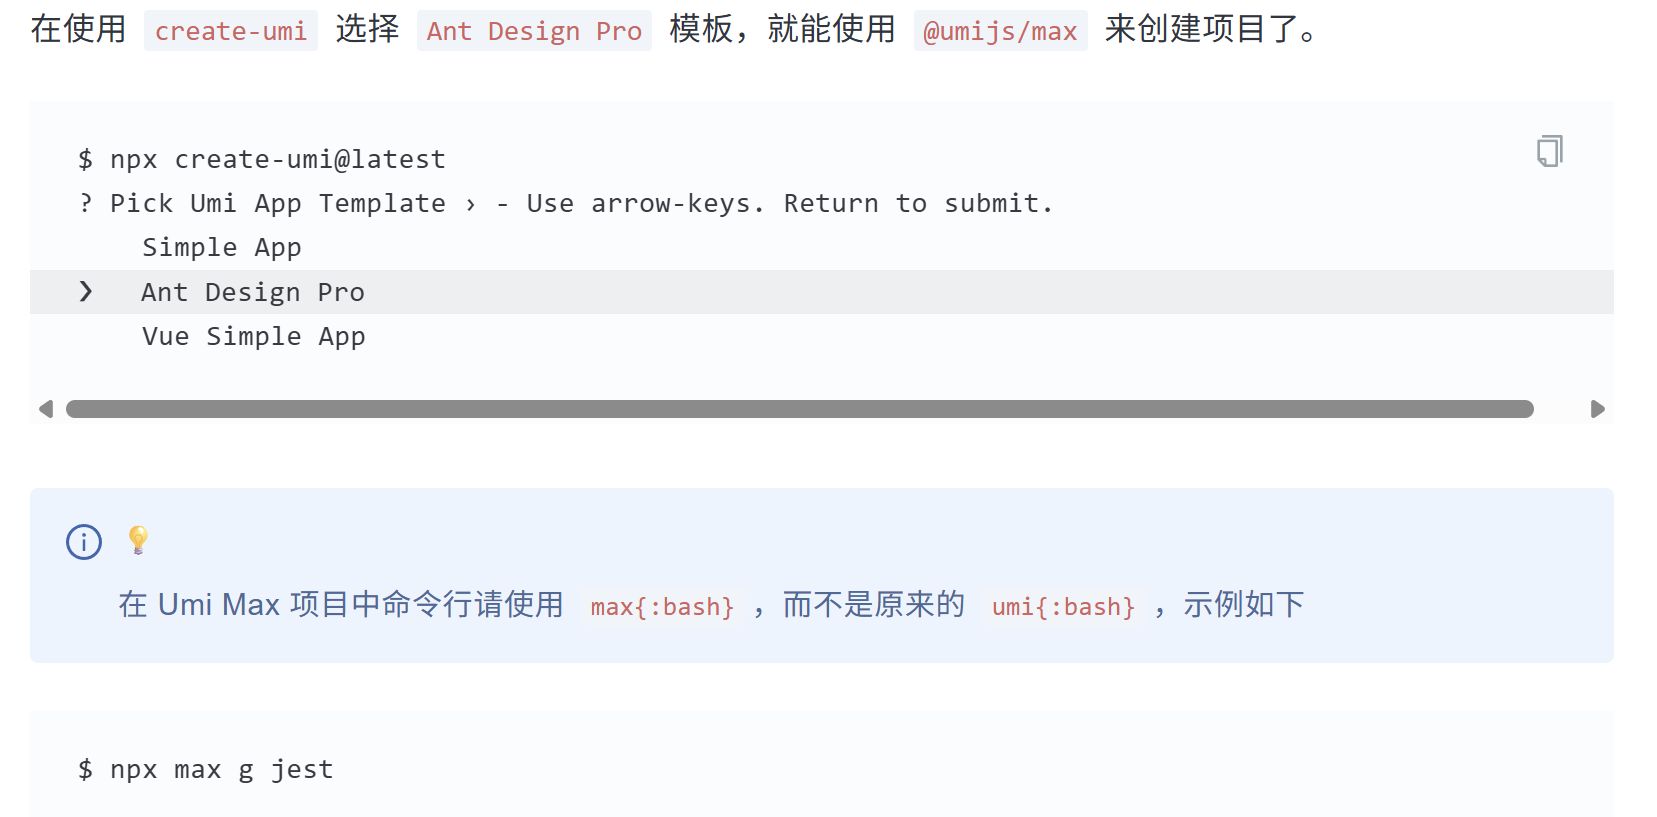 在使用 create-umi 选择 Ant Design Pro 模板，就能使用 @umijs/max 来创建项目了。
$ npx create-umi@latest
? Pick Umi App Template › - Use arrow-keys. Return to submit.
Simple App
❯   Ant Design Pro
Vue Simple App
💡
在 Umi Max 项目中命令行请使用 max{:bash} ，而不是原来的 umi{:bash} ，示例如下
$ npx max g jest